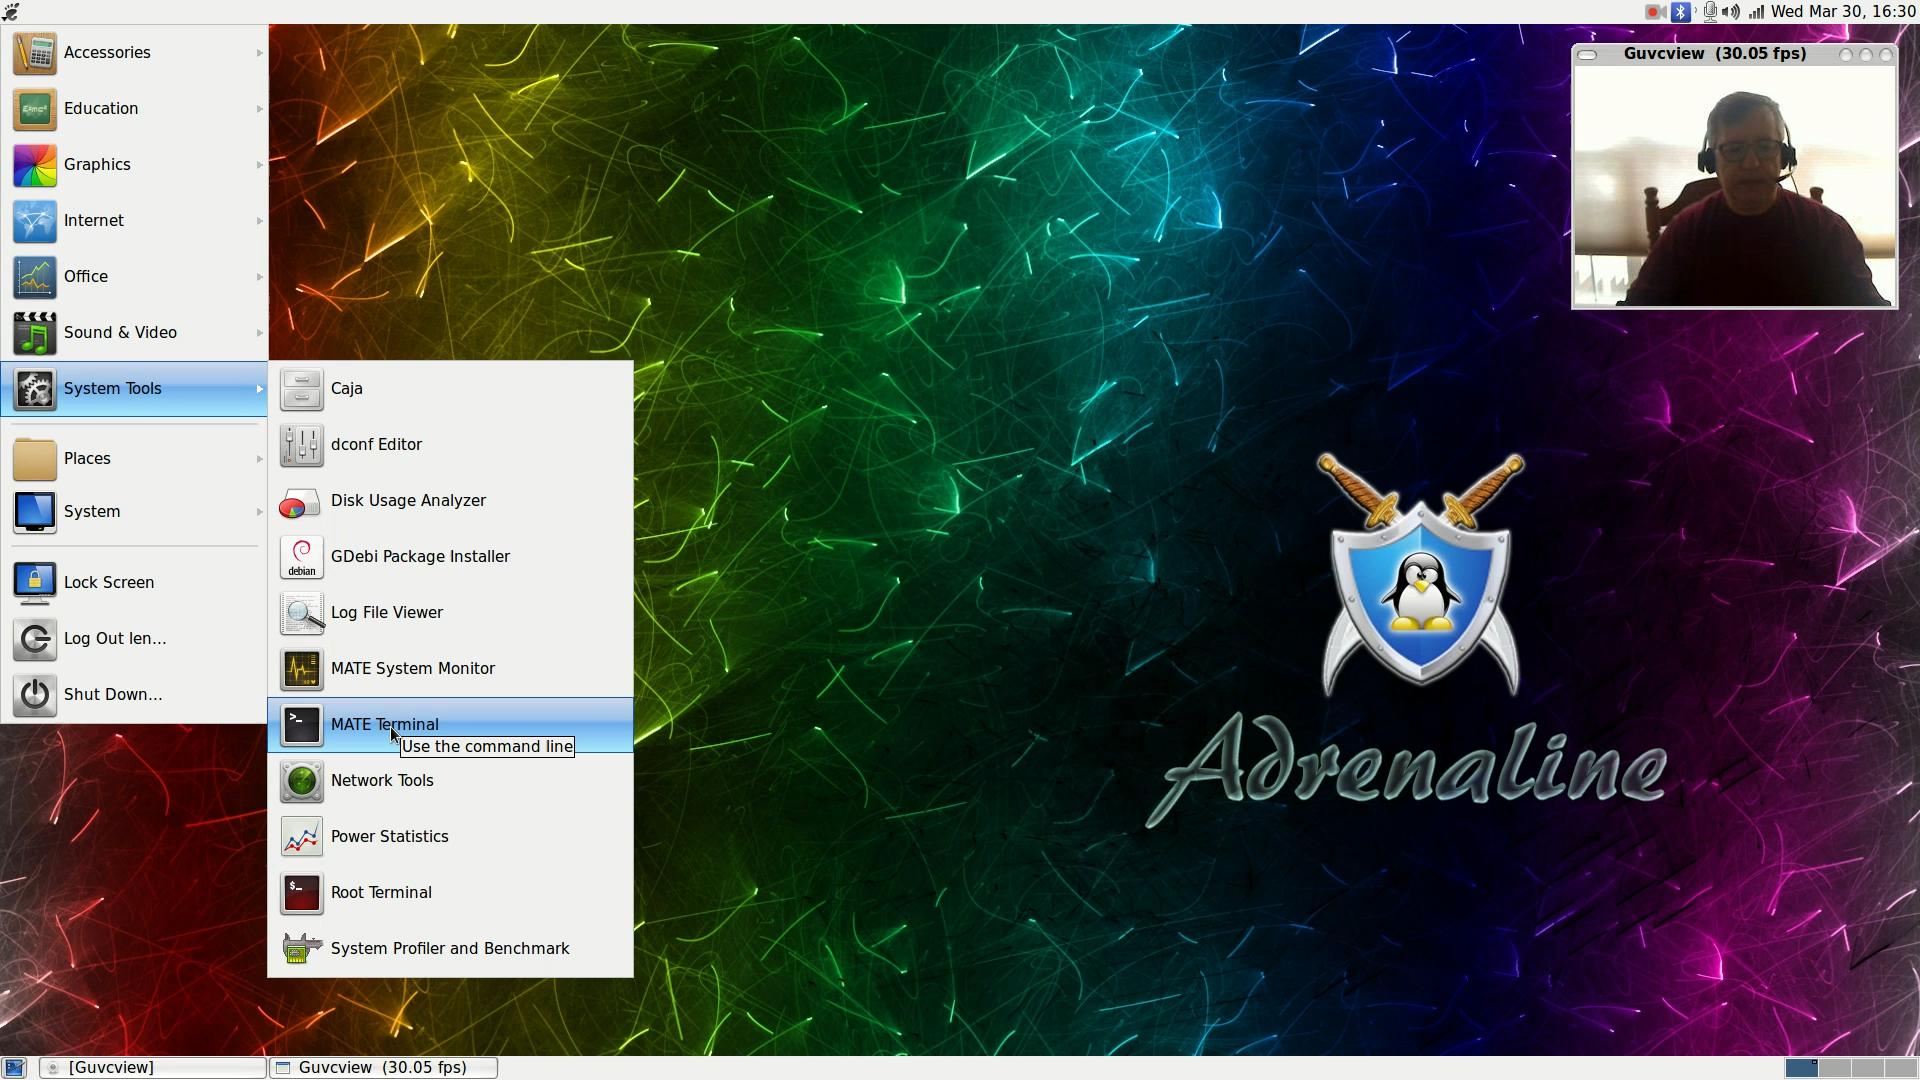 Wed Mar 30, 16:30
Accessories
Education
Graphics
Internet
Office
Sound & Video
System Tools
Places
System
Lock Screen
Log Out len...
Shut Down...
Caja
dconf Editor
Disk Usage Analyzer
debian
GDebi Package Installer
Log File Viewer
MATE System Monitor
>_
MATE Terminal
Use the command line
Network Tools
Power Statistics
$_
Root Terminal
System Profiler and Benchmark
Guvcview (30.05 fps)
Adrenaline
[Guvcview]
Guvcview (30.05 fps)